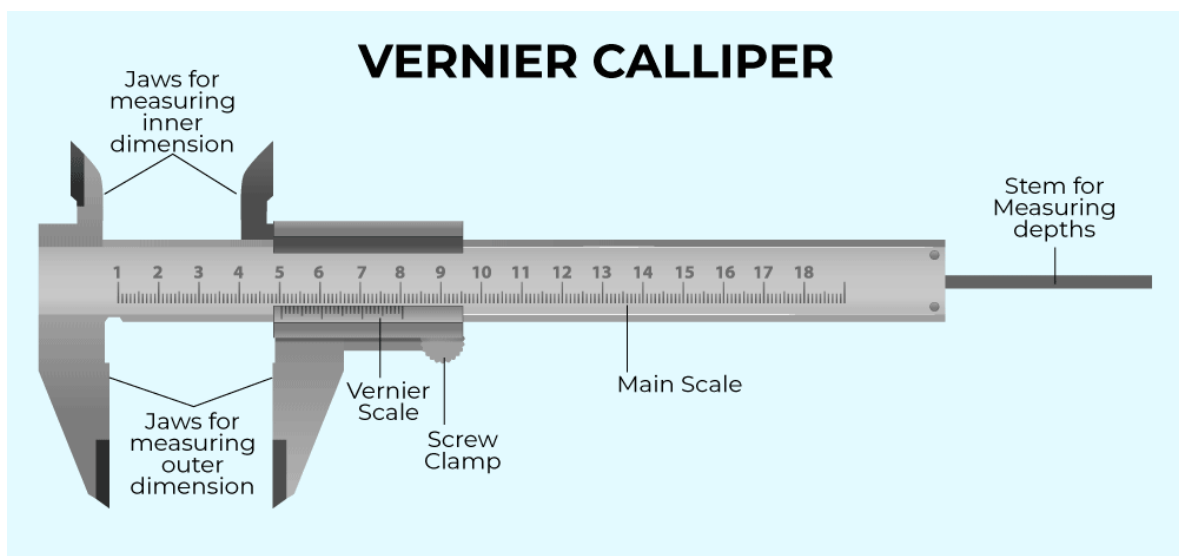 VERNIER CALLIPER
Jaws for
measuring
inner
dimension
Stem for
Measuring
depths
1 2 3 4 5 6 7 8 9 10 11 12 13 14 15 16 17 18
Vernier
Scale
Main Scale
Screw
Clamp
Jaws for
measuring
outer
dimension